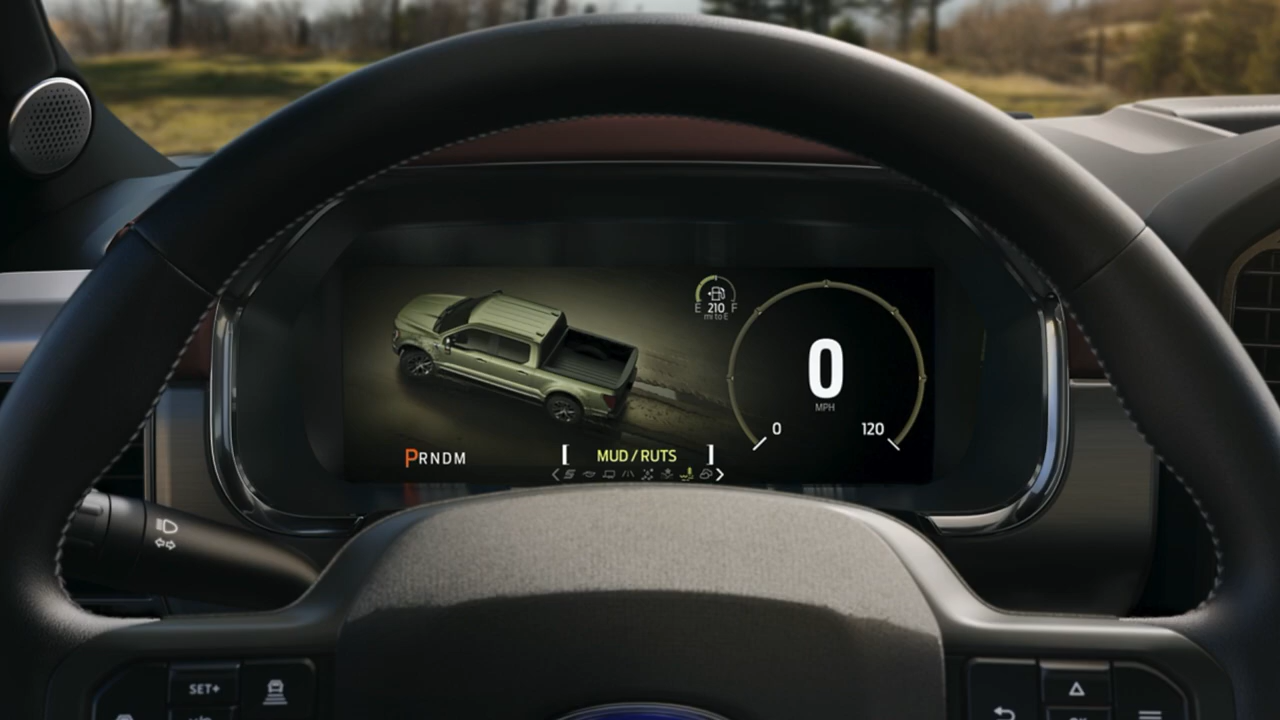 E 210 F
mi to E
0
MPH
0 120
PRNDM
[ MUD / RUTS ]
SET+